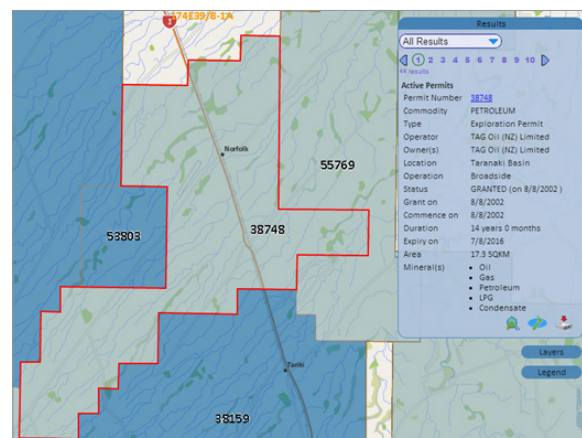 3
174E39/8-1A
Norfolk
55769
53803
38748
Tariki
38159
Results
All Results
1 2 3 4 5 6 7 8 9 10
44 results
Active Permits
Permit Number 38748
Commodity PETROLEUM
Type Exploration Permit
Operator TAG Oil (NZ) Limited
Owner(s) TAG Oil (NZ) Limited
Location Taranaki Basin
Operation Broadside
Status GRANTED (on 8/8/2002 )
Grant on 8/8/2002
Commence on 8/8/2002
Duration 14 years 0 months
Expiry on 7/8/2016
Area 17.3 SQKM
Mineral(s) • Oil
• Gas
• Petroleum
• LPG
• Condensate
Layers
Legend